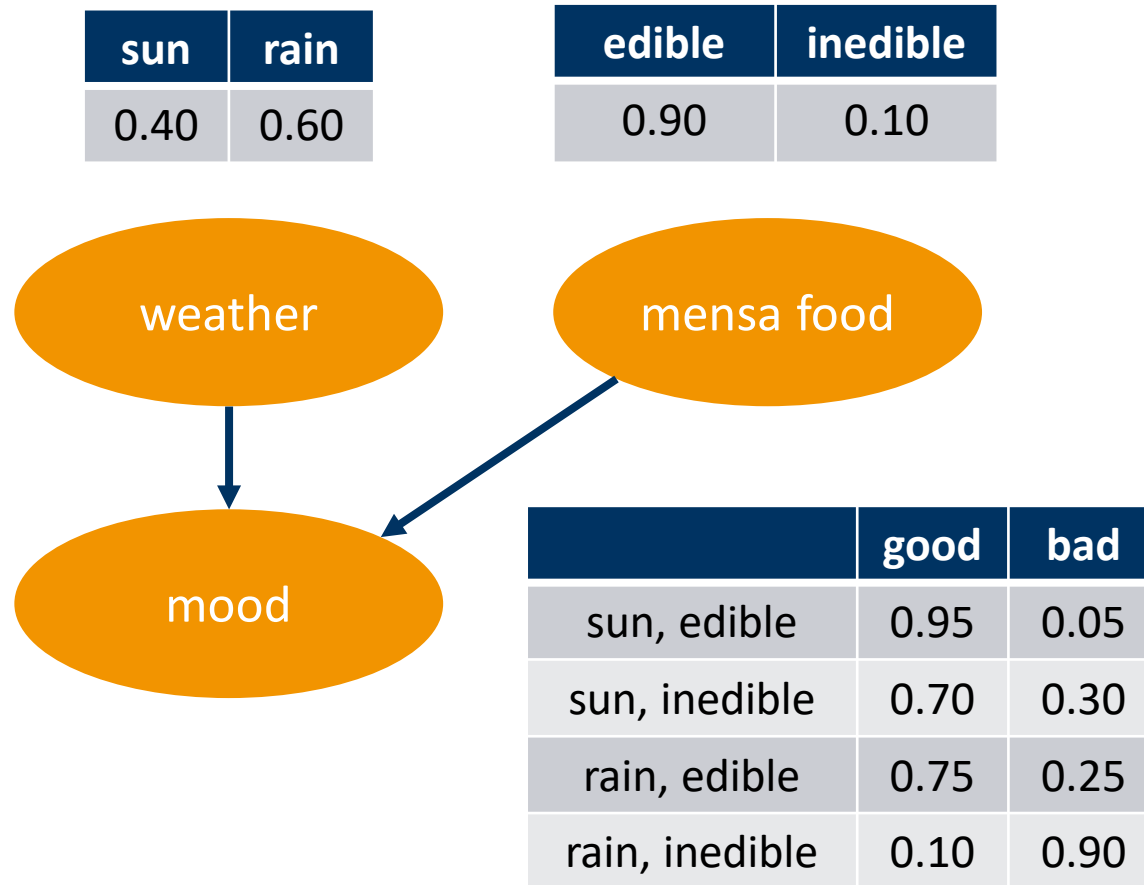 sun rain
0.40 0.60
edible inedible
0.90 0.10
weather
mensa food
mood
good bad
sun, edible 0.95 0.05
sun, inedible 0.70 0.30
rain, edible 0.75 0.25
rain, inedible 0.10 0.90